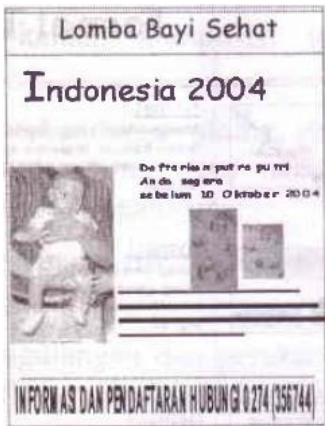 Lomba Bayi Sehat
Indonesia 2004
Daftarkan putra putri
Anda segera
sebelum 10 Oktober 2004
INFORMASI DAN PENDAFTARAN HUBUNGI 0274 (356744)